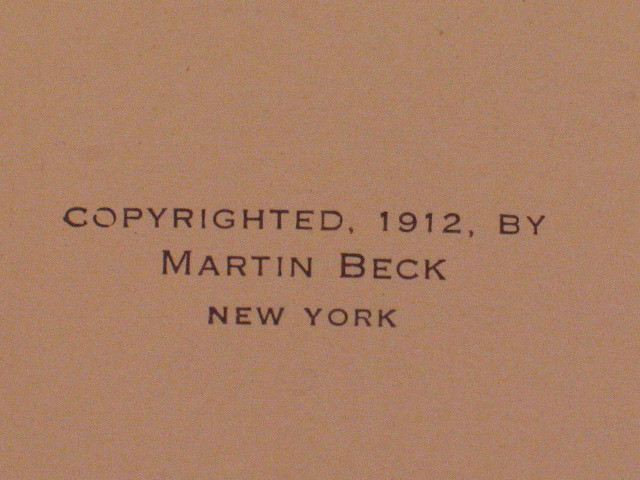 COPYRIGHTED, 1912, BY
MARTIN BECK
NEW YORK